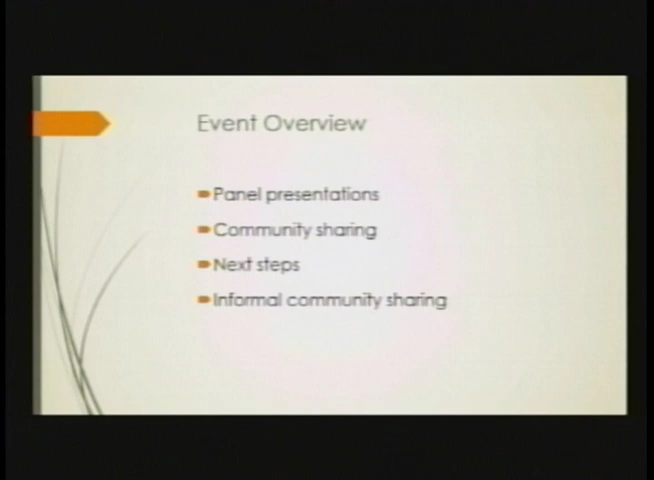 Event Overview
Panel presentations
Community sharing
Next steps
Informal community sharing